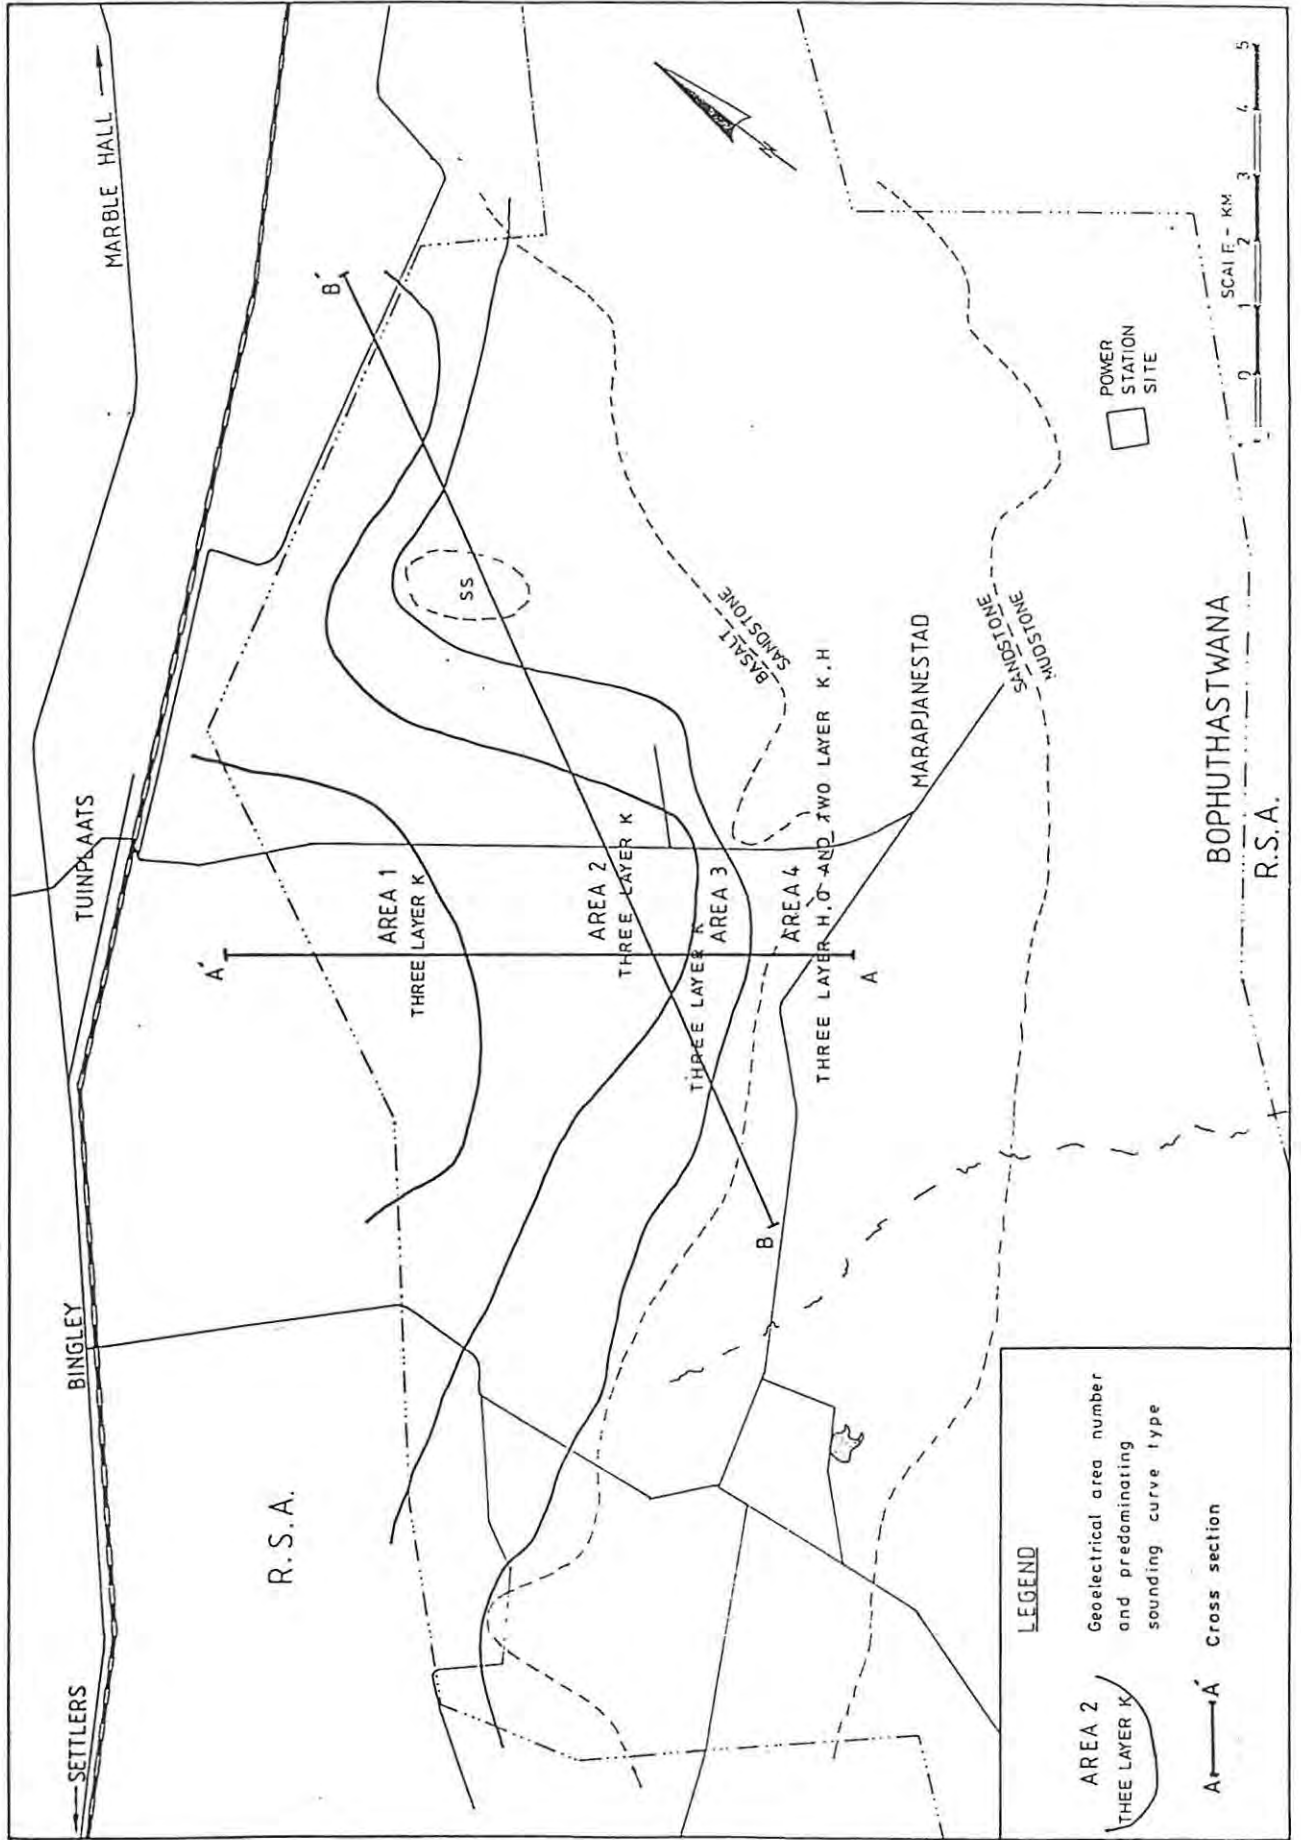 SETTLERS
BINGLEY
TUINPLAATS
MARBLE HALL
R.S.A.
A'
B'
N
AREA 1
THREE LAYER K
AREA 2
THREE LAYER K
SS
AREA 3
THREE LAYER K
BASALT
SANDSTONE
AREA 4
THREE LAYER H,Q AND TWO LAYER K,H
A
B
MARAPJANESTAD
SANDSTONE
MUDSTONE
POWER
STATION
SITE
BOPHUTHASTWANA
R.S.A.
SCALE - KM
1 0 1 2 3 4 5
LEGEND
AREA 2
THEE LAYER K
Geoelectrical area number
and predominating
sounding curve type
A A'
Cross section